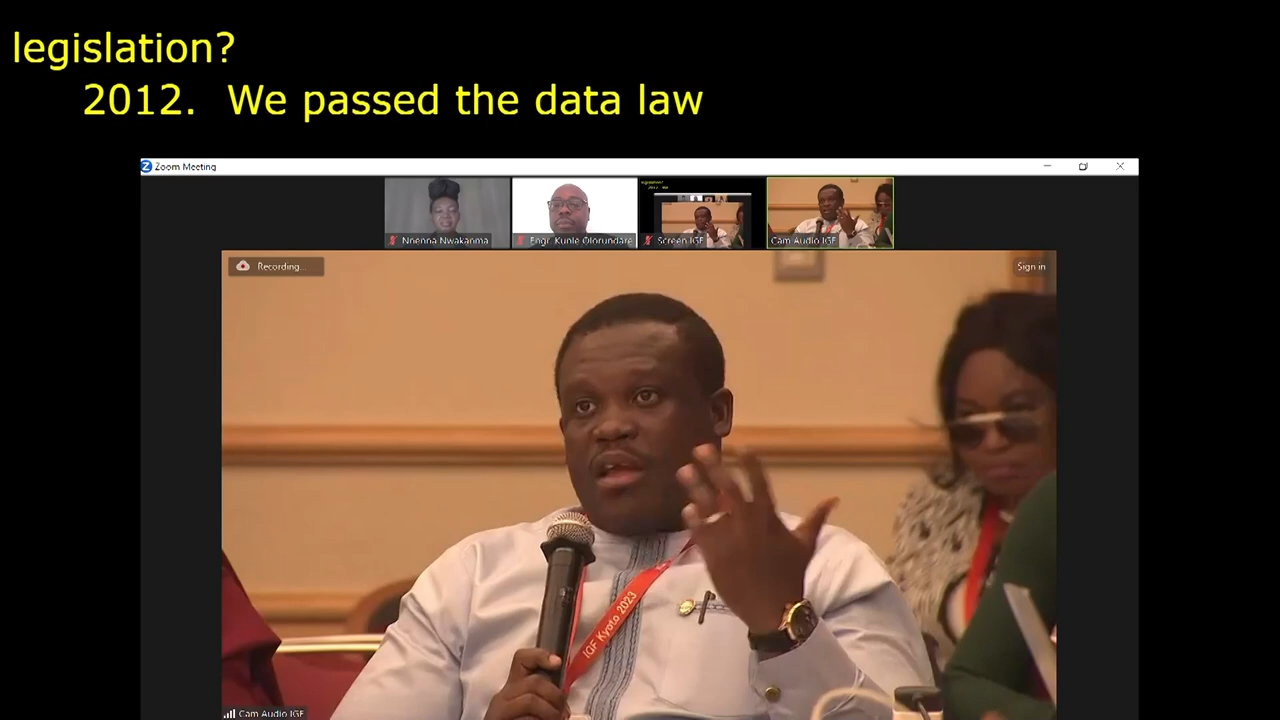 legislation?
2012. We passed the data law
Zoom Meeting
Nnenna Nwakanma
Engr. Kunle Olorundare
Screen IGF
Cam Audio IGF
Recording...
Sign in
IGF Kyoto 2023
Cam Audio IGF